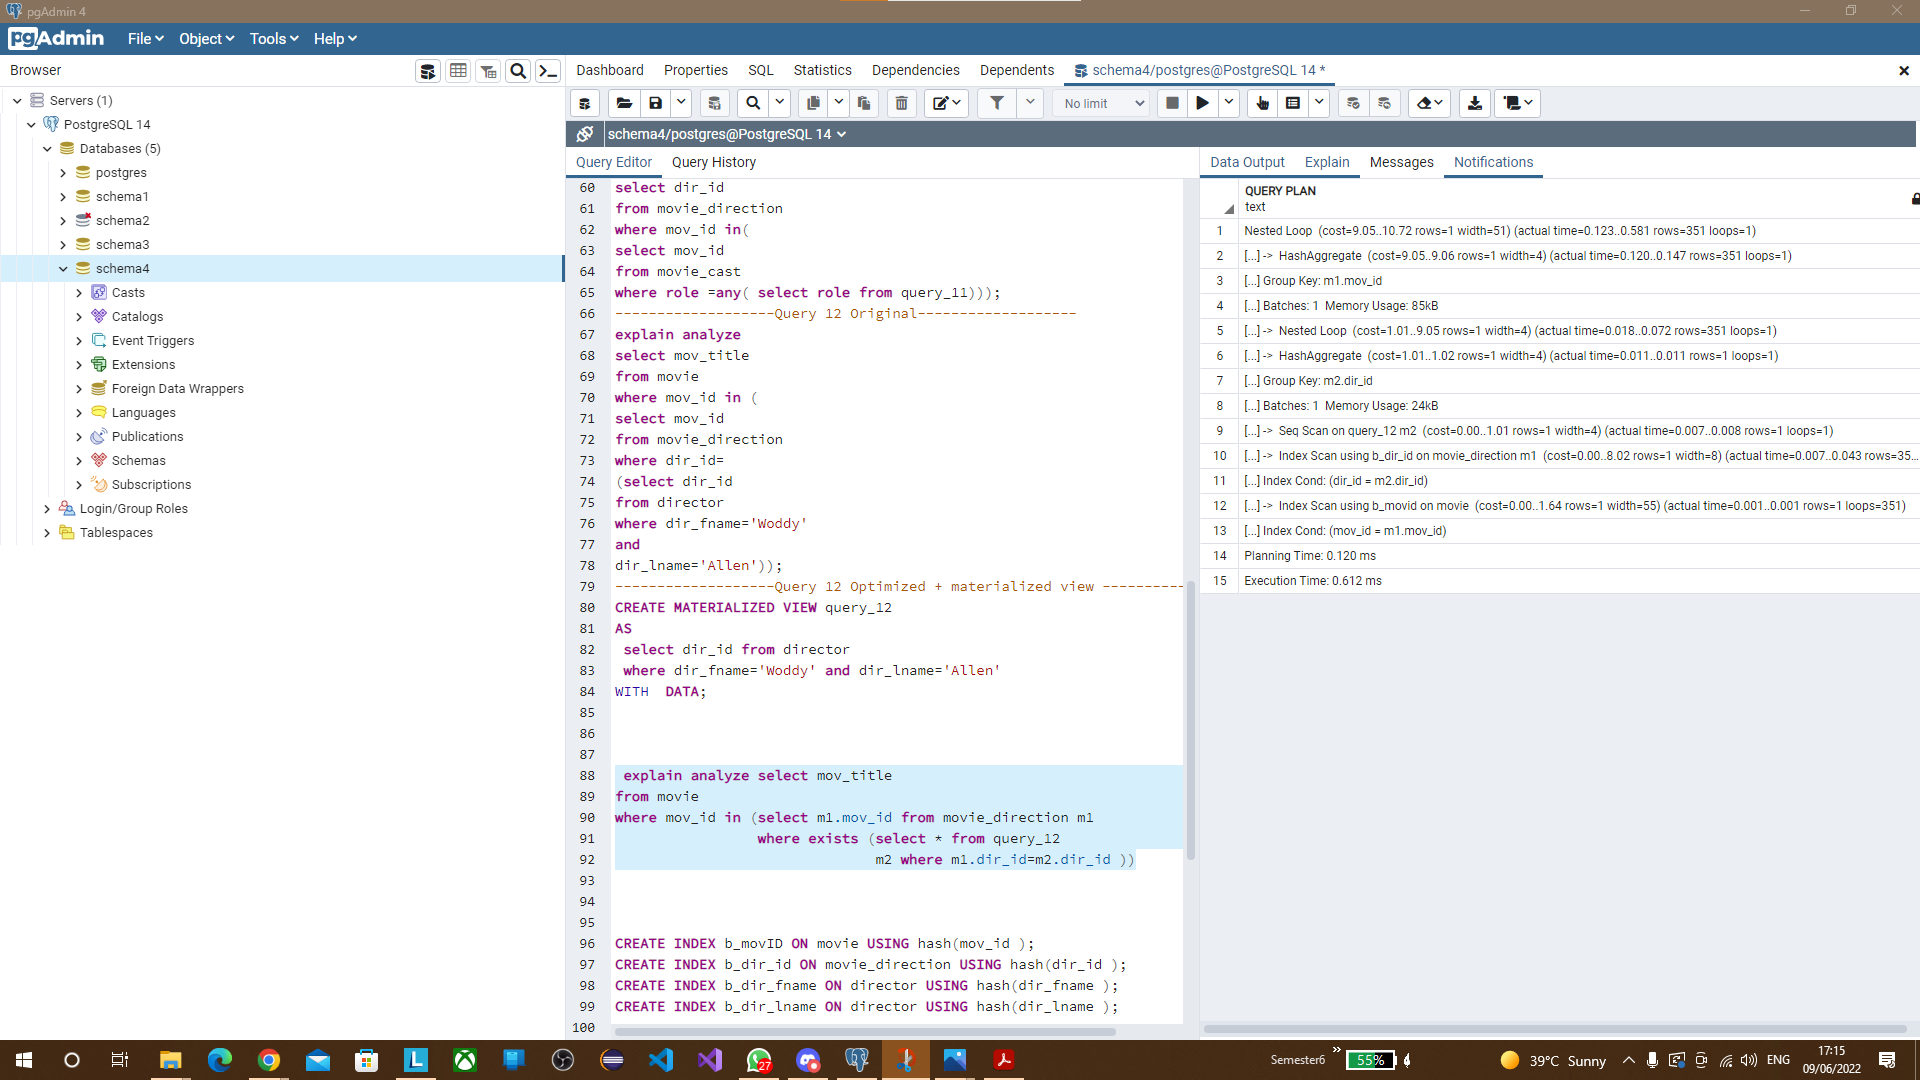 pgAdmin 4
pgAdmin File Object Tools Help
Browser
Dashboard Properties SQL Statistics Dependencies Dependents schema4/postgres@PostgreSQL 14 *
No limit
schema4/postgres@PostgreSQL 14
Servers (1)
PostgreSQL 14
Databases (5)
postgres
schema1
schema2
schema3
schema4
Casts
Catalogs
Event Triggers
Extensions
Foreign Data Wrappers
Languages
Publications
Schemas
Subscriptions
Login/Group Roles
Tablespaces
Query Editor Query History
60 select dir_id
61 from movie_direction
62 where mov_id in(
63 select mov_id
64 from movie_cast
65 where role =any( select role from query_11)));
66 -------------------Query 12 Original-------------------
67 explain analyze
68 select mov_title
69 from movie
70 where mov_id in (
71 select mov_id
72 from movie_direction
73 where dir_id=
74 (select dir_id
75 from director
76 where dir_fname='Woddy'
77 and
78 dir_lname='Allen'));
79 -------------------Query 12 Optimized + materialized view ----------
80 CREATE MATERIALIZED VIEW query_12
81 AS
82 select dir_id from director
83 where dir_fname='Woddy' and dir_lname='Allen'
84 WITH  DATA;
85
86
87
88 explain analyze select mov_title
89 from movie
90 where mov_id in (select m1.mov_id from movie_direction m1
91 where exists (select * from query_12
92 m2 where m1.dir_id=m2.dir_id ))
93
94
95
96 CREATE INDEX b_movID ON movie USING hash(mov_id );
97 CREATE INDEX b_dir_id ON movie_direction USING hash(dir_id );
98 CREATE INDEX b_dir_fname ON director USING hash(dir_fname );
99 CREATE INDEX b_dir_lname ON director USING hash(dir_lname );
100
Data Output Explain Messages Notifications
QUERY PLAN
text
1 Nested Loop  (cost=9.05..10.72 rows=1 width=51) (actual time=0.123..0.581 rows=351 loops=1)
2 [...] ->  HashAggregate  (cost=9.05..9.06 rows=1 width=4) (actual time=0.120..0.147 rows=351 loops=1)
3 [...] Group Key: m1.mov_id
4 [...] Batches: 1  Memory Usage: 85kB
5 [...] ->  Nested Loop  (cost=1.01..9.05 rows=1 width=4) (actual time=0.018..0.072 rows=351 loops=1)
6 [...] ->  HashAggregate  (cost=1.01..1.02 rows=1 width=4) (actual time=0.011..0.011 rows=1 loops=1)
7 [...] Group Key: m2.dir_id
8 [...] Batches: 1  Memory Usage: 24kB
9 [...] ->  Seq Scan on query_12 m2  (cost=0.00..1.01 rows=1 width=4) (actual time=0.007..0.008 rows=1 loops=1)
10 [...] ->  Index Scan using b_dir_id on movie_direction m1  (cost=0.00..8.02 rows=1 width=8) (actual time=0.007..0.043 rows=35...
11 [...] Index Cond: (dir_id = m2.dir_id)
12 [...] ->  Index Scan using b_movid on movie  (cost=0.00..1.64 rows=1 width=55) (actual time=0.001..0.001 rows=1 loops=351)
13 [...] Index Cond: (mov_id = m1.mov_id)
14 Planning Time: 0.120 ms
15 Execution Time: 0.612 ms
L 27 Semester6 » 55% 39°C Sunny ENG 17:15
09/06/2022